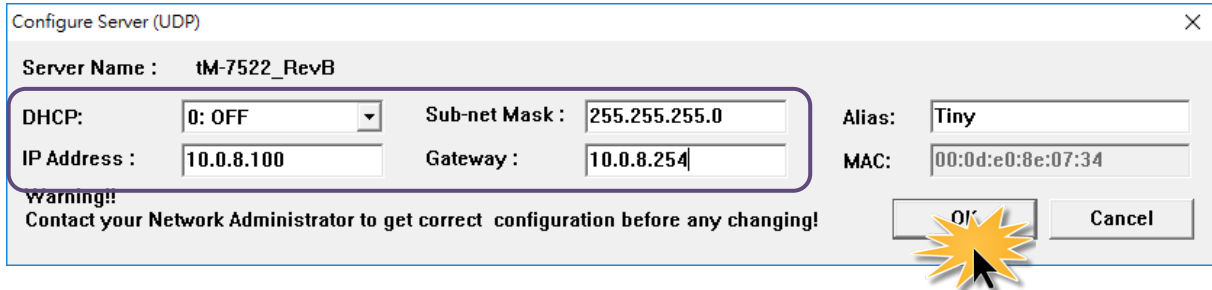 Configure Server (UDP)
Server Name : tM-7522_RevB
DHCP: 0: OFF Sub-net Mask : 255.255.255.0 Alias: Tiny
IP Address : 10.0.8.100 Gateway : 10.0.8.254 MAC: 00:0d:e0:8e:07:34
Warning!!
Contact your Network Administrator to get correct configuration before any changing!
OK Cancel